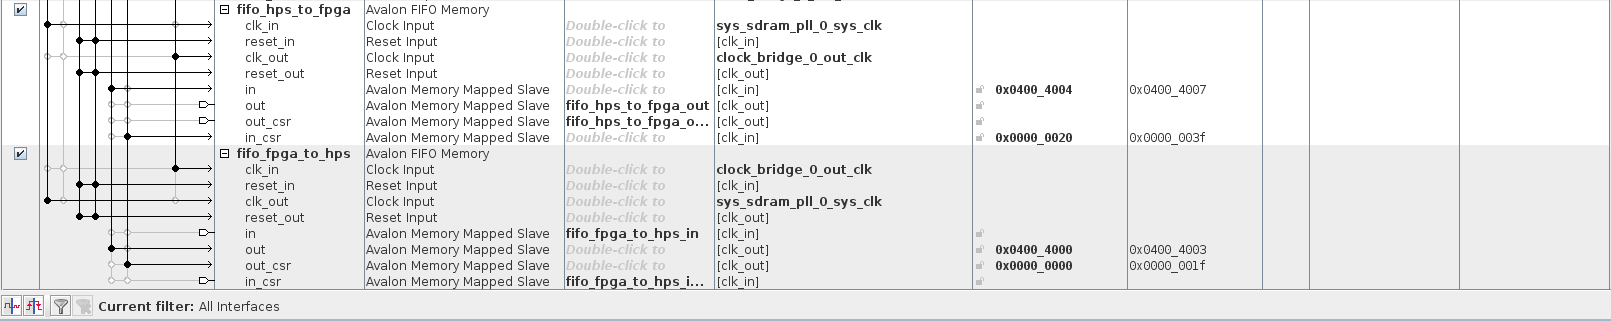 fifo_hps_to_fpga Avalon FIFO Memory
clk_in Clock Input Double-click to sys_sdram_pll_0_sys_clk
reset_in Reset Input Double-click to [clk_in]
clk_out Clock Input Double-click to clock_bridge_0_out_clk
reset_out Reset Input Double-click to [clk_out]
in Avalon Memory Mapped Slave Double-click to [clk_in] 0x0400_4004 0x0400_4007
out Avalon Memory Mapped Slave fifo_hps_to_fpga_out [clk_out]
out_csr Avalon Memory Mapped Slave fifo_hps_to_fpga_o... [clk_out]
in_csr Avalon Memory Mapped Slave Double-click to [clk_in] 0x0000_0020 0x0000_003f
fifo_fpga_to_hps Avalon FIFO Memory
clk_in Clock Input Double-click to clock_bridge_0_out_clk
reset_in Reset Input Double-click to [clk_in]
clk_out Clock Input Double-click to sys_sdram_pll_0_sys_clk
reset_out Reset Input Double-click to [clk_out]
in Avalon Memory Mapped Slave fifo_fpga_to_hps_in [clk_in]
out Avalon Memory Mapped Slave Double-click to [clk_out] 0x0400_4000 0x0400_4003
out_csr Avalon Memory Mapped Slave Double-click to [clk_out] 0x0000_0000 0x0000_001f
in_csr Avalon Memory Mapped Slave fifo_fpga_to_hps_i... [clk_in]
Current filter: All Interfaces